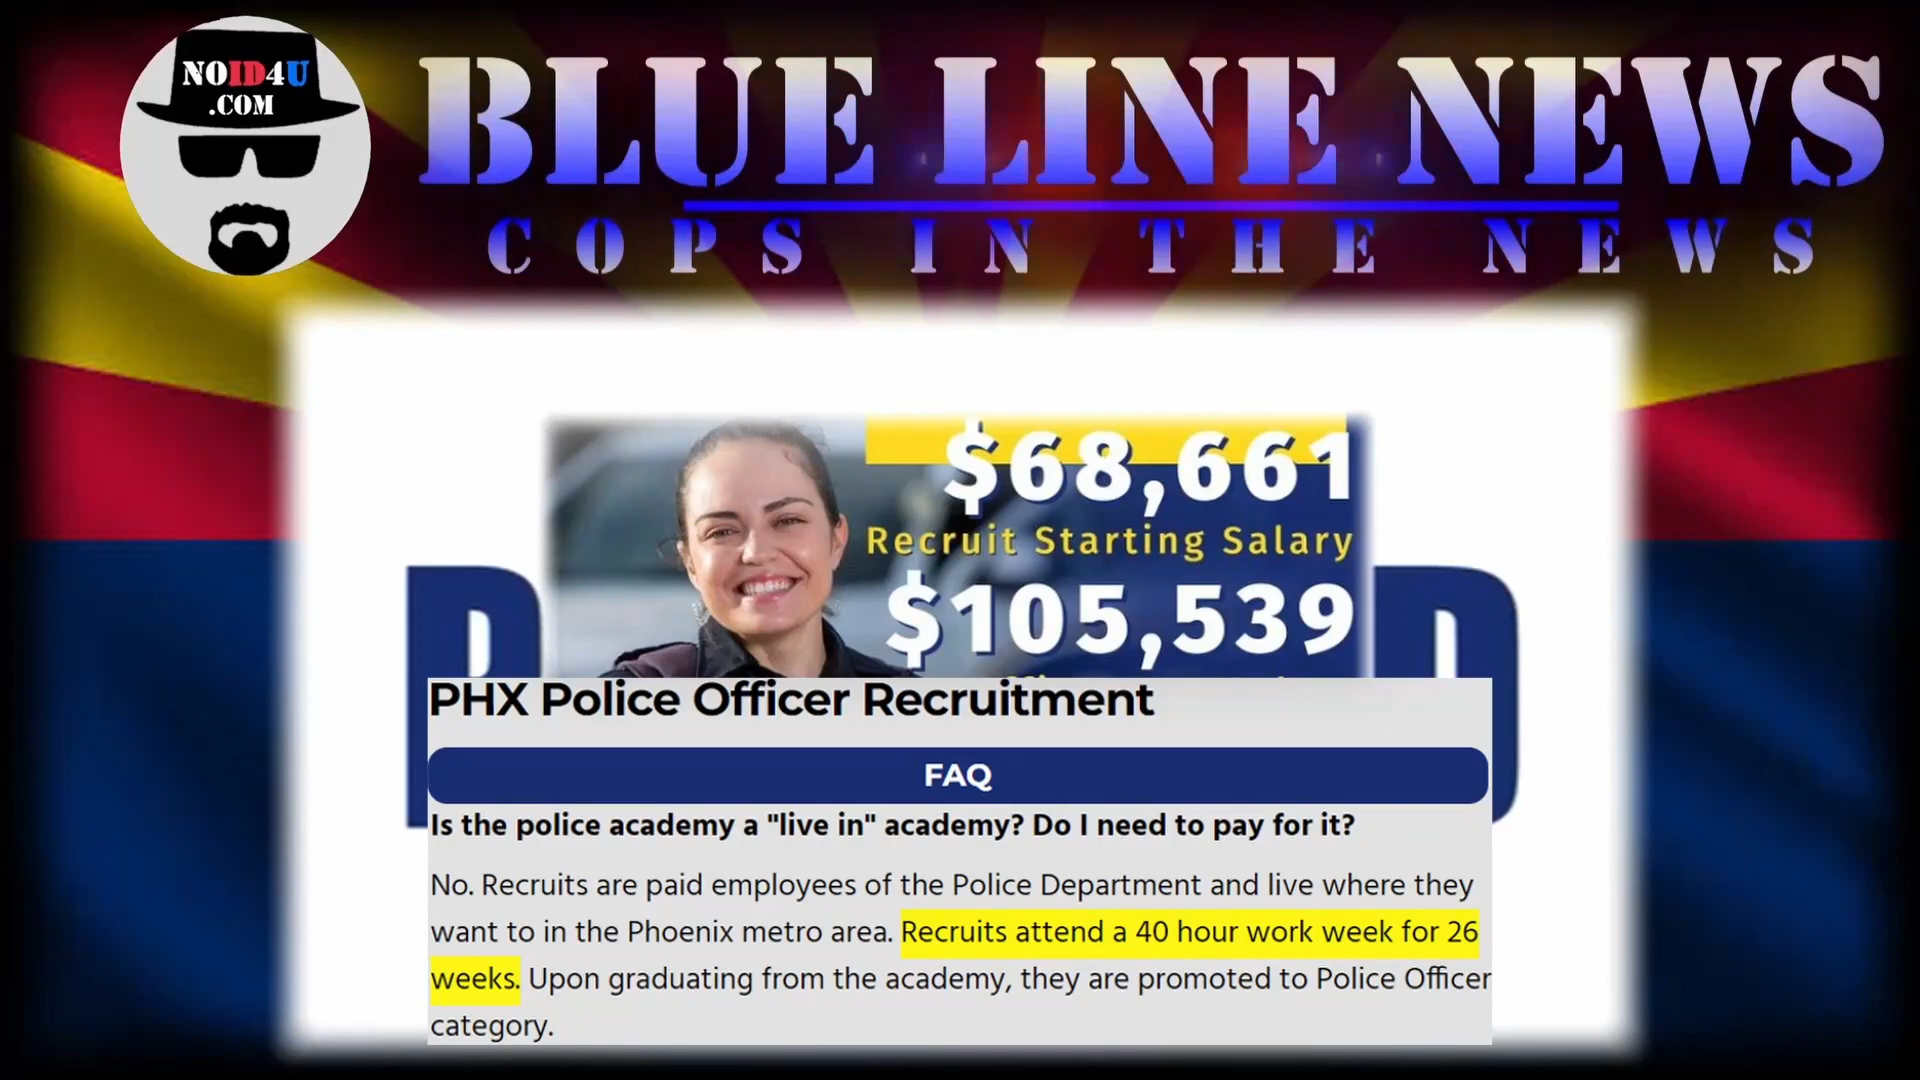 NOID4U
.COM
BLUE LINE NEWS
COPS IN THE NEWS
$68,661
Recruit Starting Salary
$105,539
PHX Police Officer Recruitment
FAQ
Is the police academy a "live in" academy? Do I need to pay for it?
No. Recruits are paid employees of the Police Department and live where they
want to in the Phoenix metro area. Recruits attend a 40 hour work week for 26
weeks. Upon graduating from the academy, they are promoted to Police Officer
category.